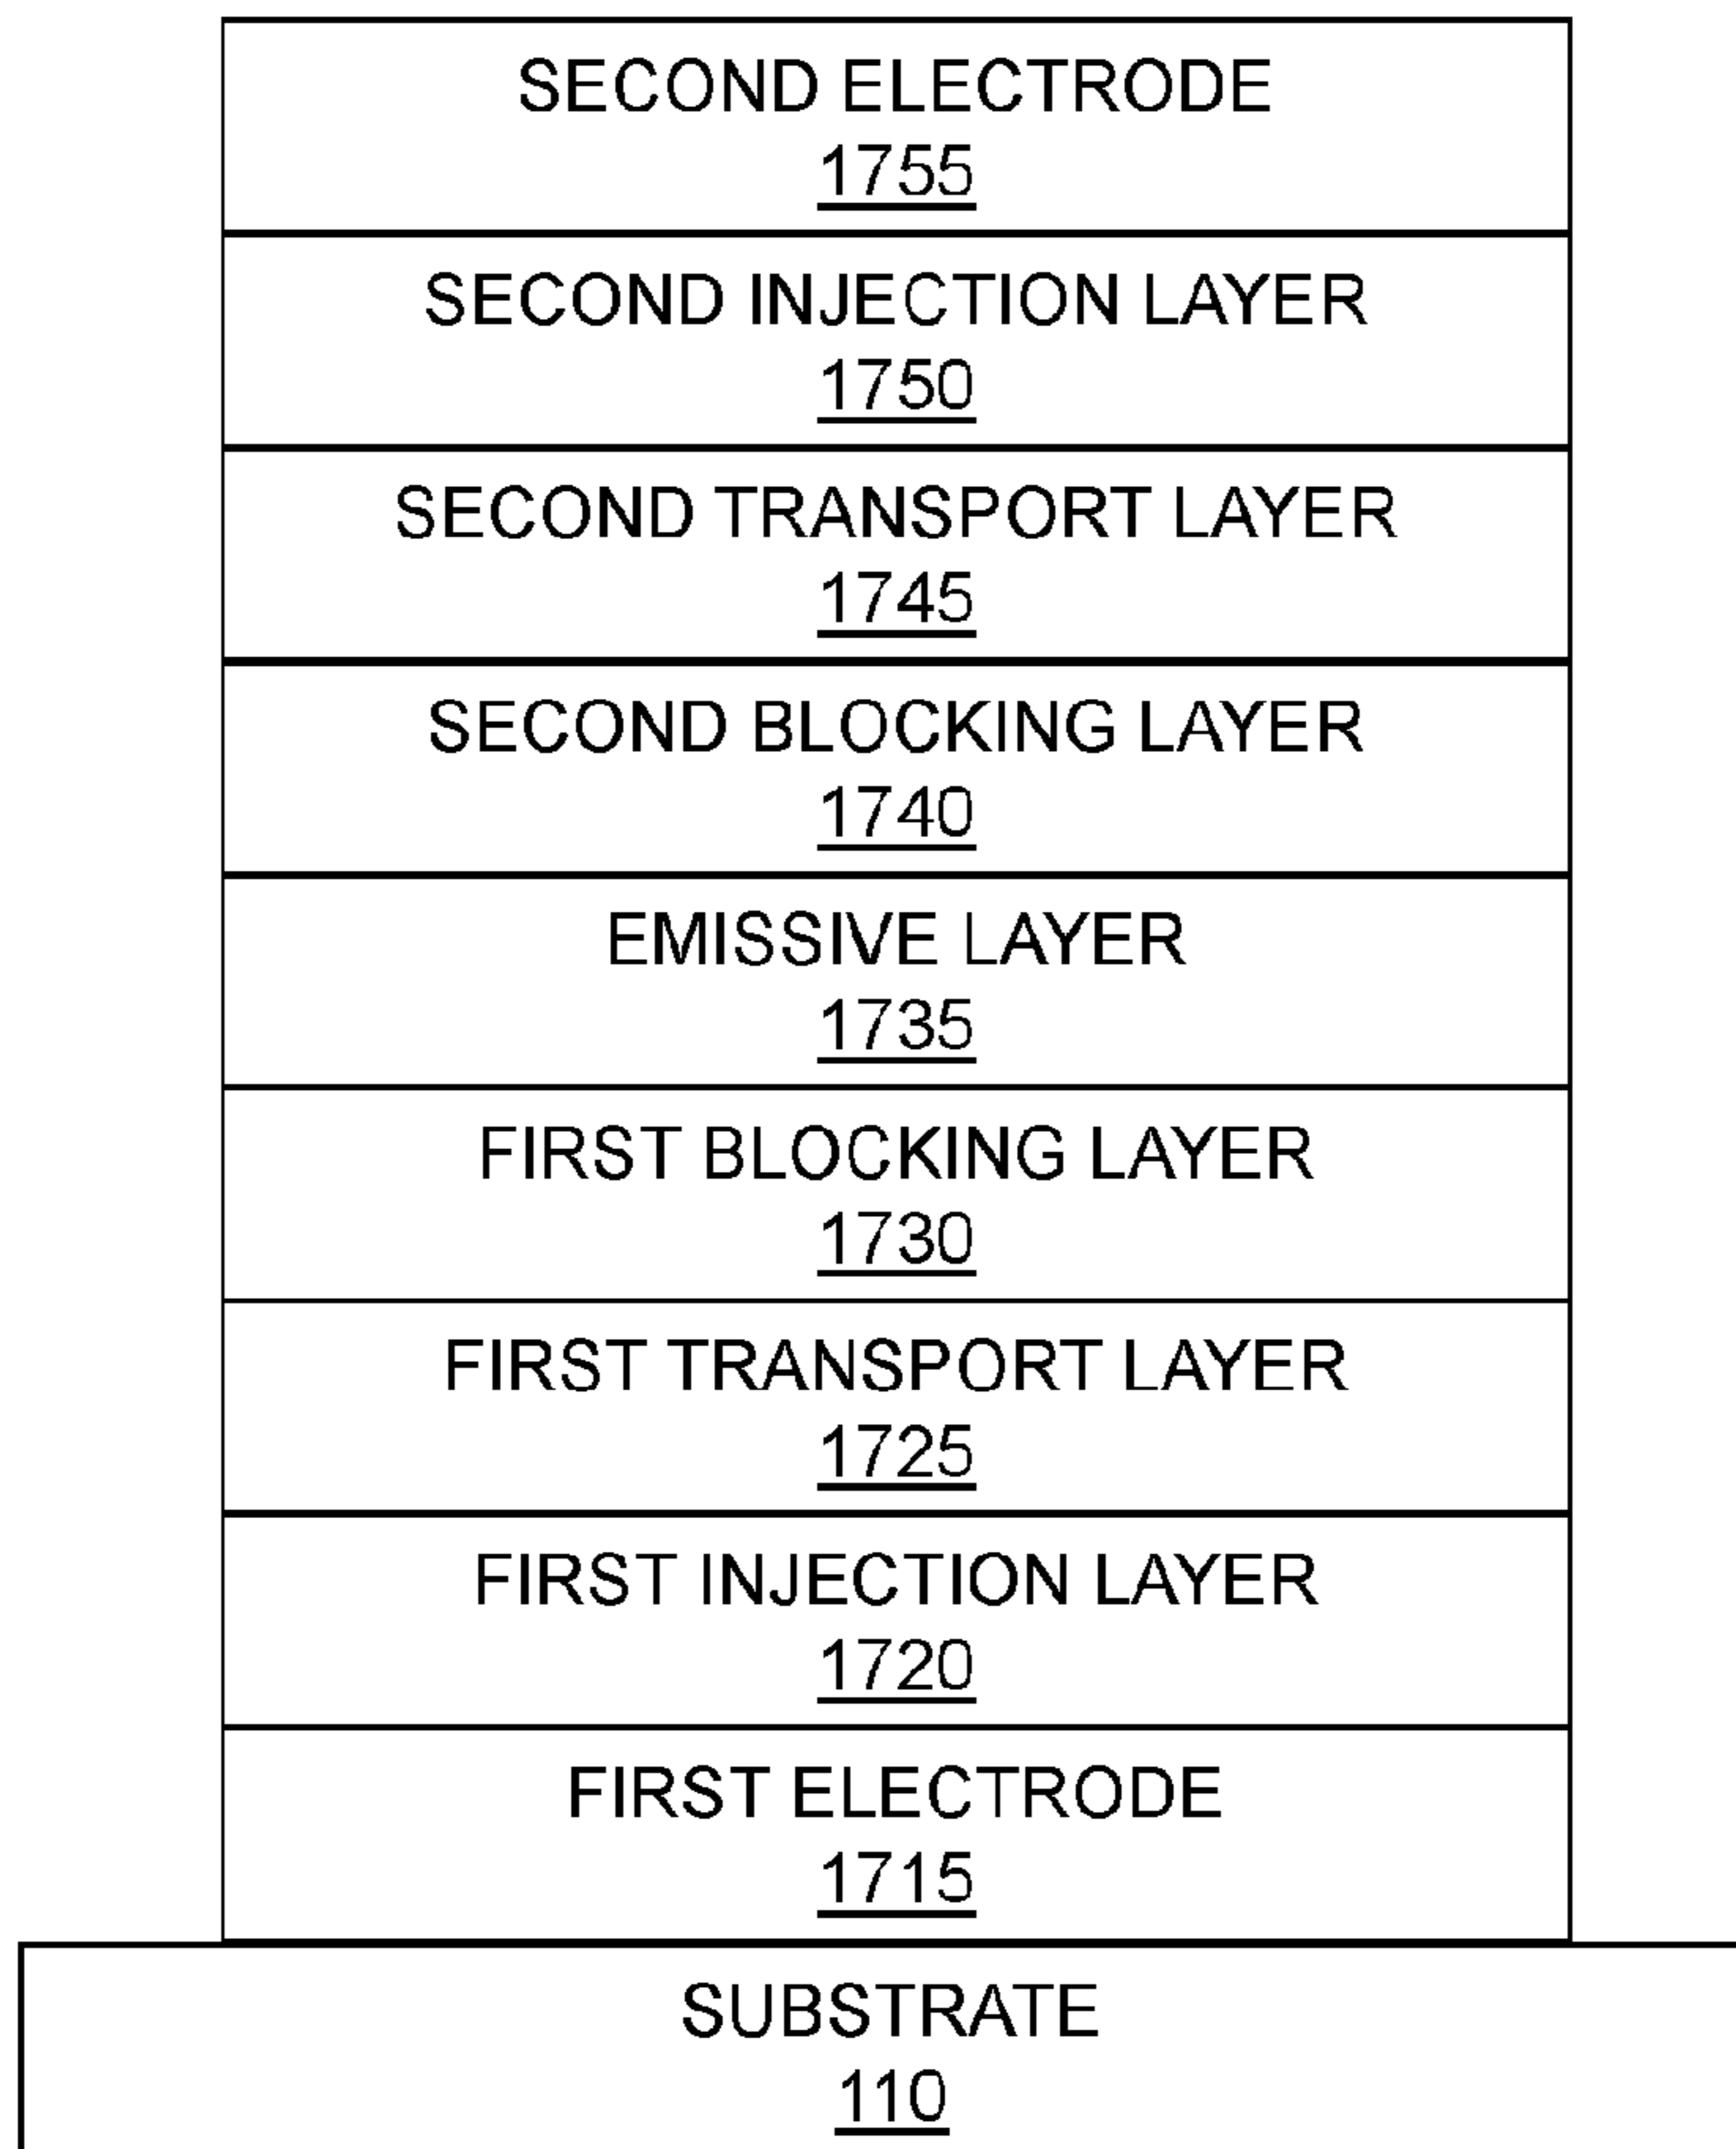 SECOND ELECTRODE
1755
SECOND INJECTION LAYER
1750
SECOND TRANSPORT LAYER
1745
SECOND BLOCKING LAYER
1740
EMISSIVE LAYER
1735
FIRST BLOCKING LAYER
1730
FIRST TRANSPORT LAYER
1725
FIRST INJECTION LAYER
1720
FIRST ELECTRODE
1715
SUBSTRATE
110